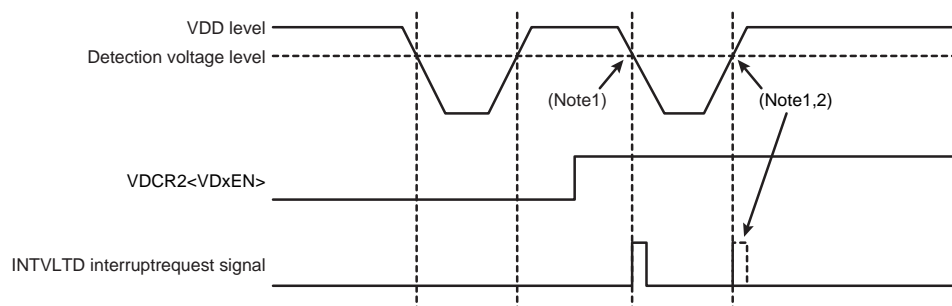 VDD level
Detection voltage level
(Note1)
(Note1,2)
VDCR2<VDxEN>
INTVLTD interruptrequest signal